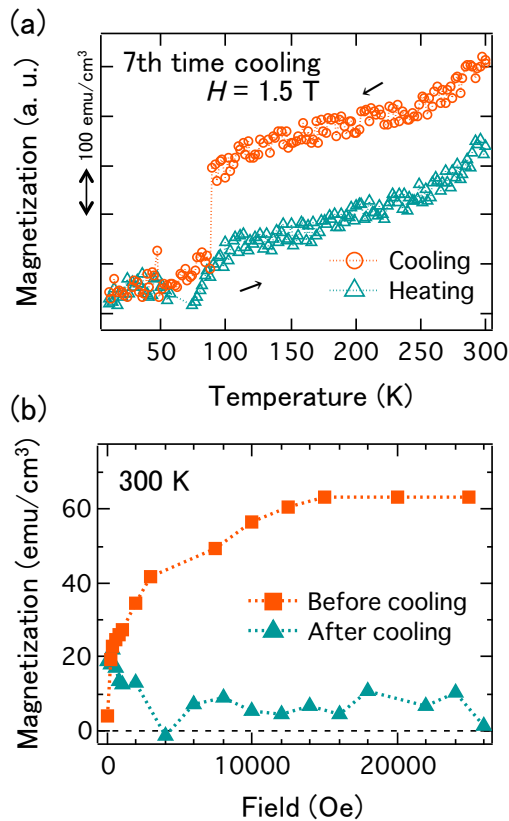 (a)
7th time cooling
H = 1.5 T
100 emu/cm³
Magnetization (a. u.)
Cooling
Heating
50 100 150 200 250 300
Temperature (K)
(b)
300 K
60
40
20
0
Magnetization (emu/cm³)
Before cooling
After cooling
0 10000 20000
Field (Oe)